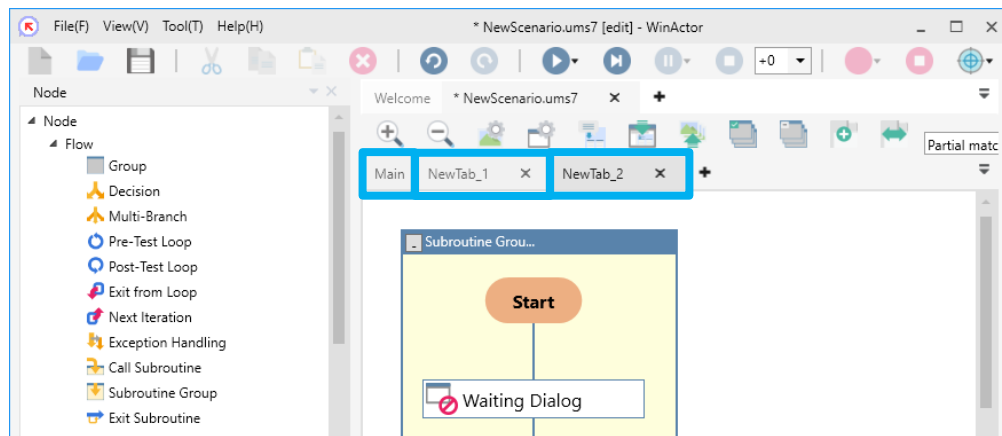 File(F) View(V) Tool(T) Help(H) * NewScenario.ums7 [edit] - WinActor
+0
Node
Welcome * NewScenario.ums7
Node
Flow
Partial matc
Group
Main NewTab_1 NewTab_2
Decision
Multi-Branch
Pre-Test Loop
Subroutine Grou...
Post-Test Loop
Exit from Loop
Start
Next Iteration
Exception Handling
Call Subroutine
Subroutine Group
Waiting Dialog
Exit Subroutine